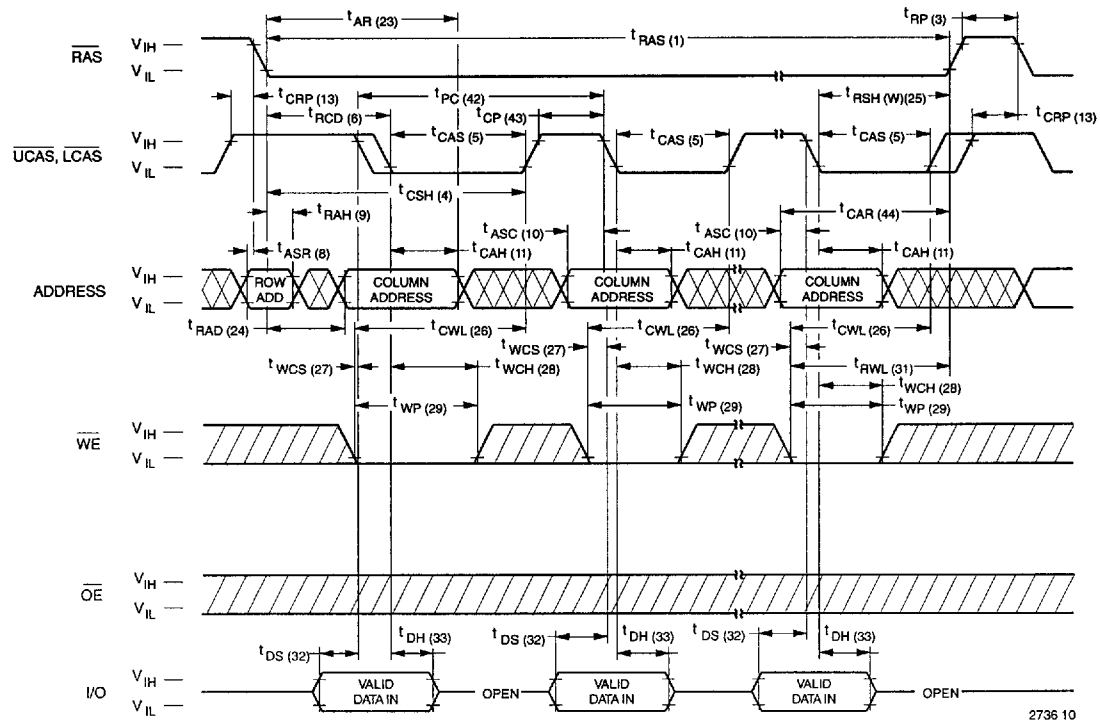 t AR (23)
t RP (3)
t RAS (1)
RAS
V IH
V IL
t CRP (13)
t PC (42)
t RSH (W)(25)
t RCD (6)
t CP (43)
t CRP (13)
UCAS, LCAS
V IH
V IL
t CAS (5)
t CAS (5)
t CAS (5)
t CSH (4)
t RAH (9)
t CAR (44)
t ASC (10)
t ASC (10)
t ASR (8)
t CAH (11)
t CAH (11)
t CAH (11)
ADDRESS
V IH
V IL
ROW
ADD
COLUMN
ADDRESS
COLUMN
ADDRESS
COLUMN
ADDRESS
t RAD (24)
t CWL (26)
t CWL (26)
t CWL (26)
t WCS (27)
t WCS (27)
t WCS (27)
t WCH (28)
t WCH (28)
t RWL (31)
t WCH (28)
t WP (29)
t WP (29)
t WP (29)
WE
V IH
V IL
OE
V IH
V IL
t DS (32)
t DH (33)
t DS (32)
t DH (33)
t DS (32)
t DH (33)
I/O
V IH
V IL
VALID
DATA IN
OPEN
VALID
DATA IN
VALID
DATA IN
OPEN
2736 10